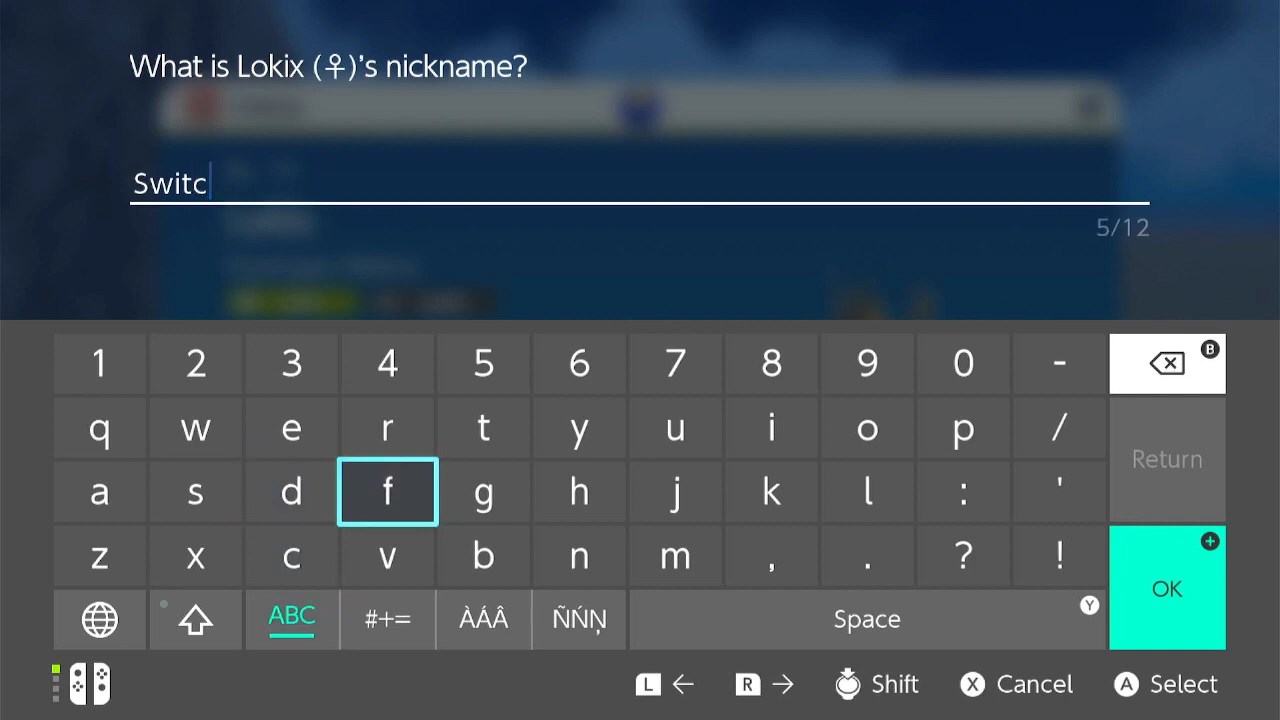 What is Lokix (♀)'s nickname?
Switc
5/12
1 2 3 4 5 6 7 8 9 0 - B
q w e r t y u i o p /
Return
a s d f g h j k l : '
z x c v b n m , . ? ! +
OK
ABC #+= ÀÁÂ ÑŃŅ Space Y
L ← R → Shift X Cancel A Select